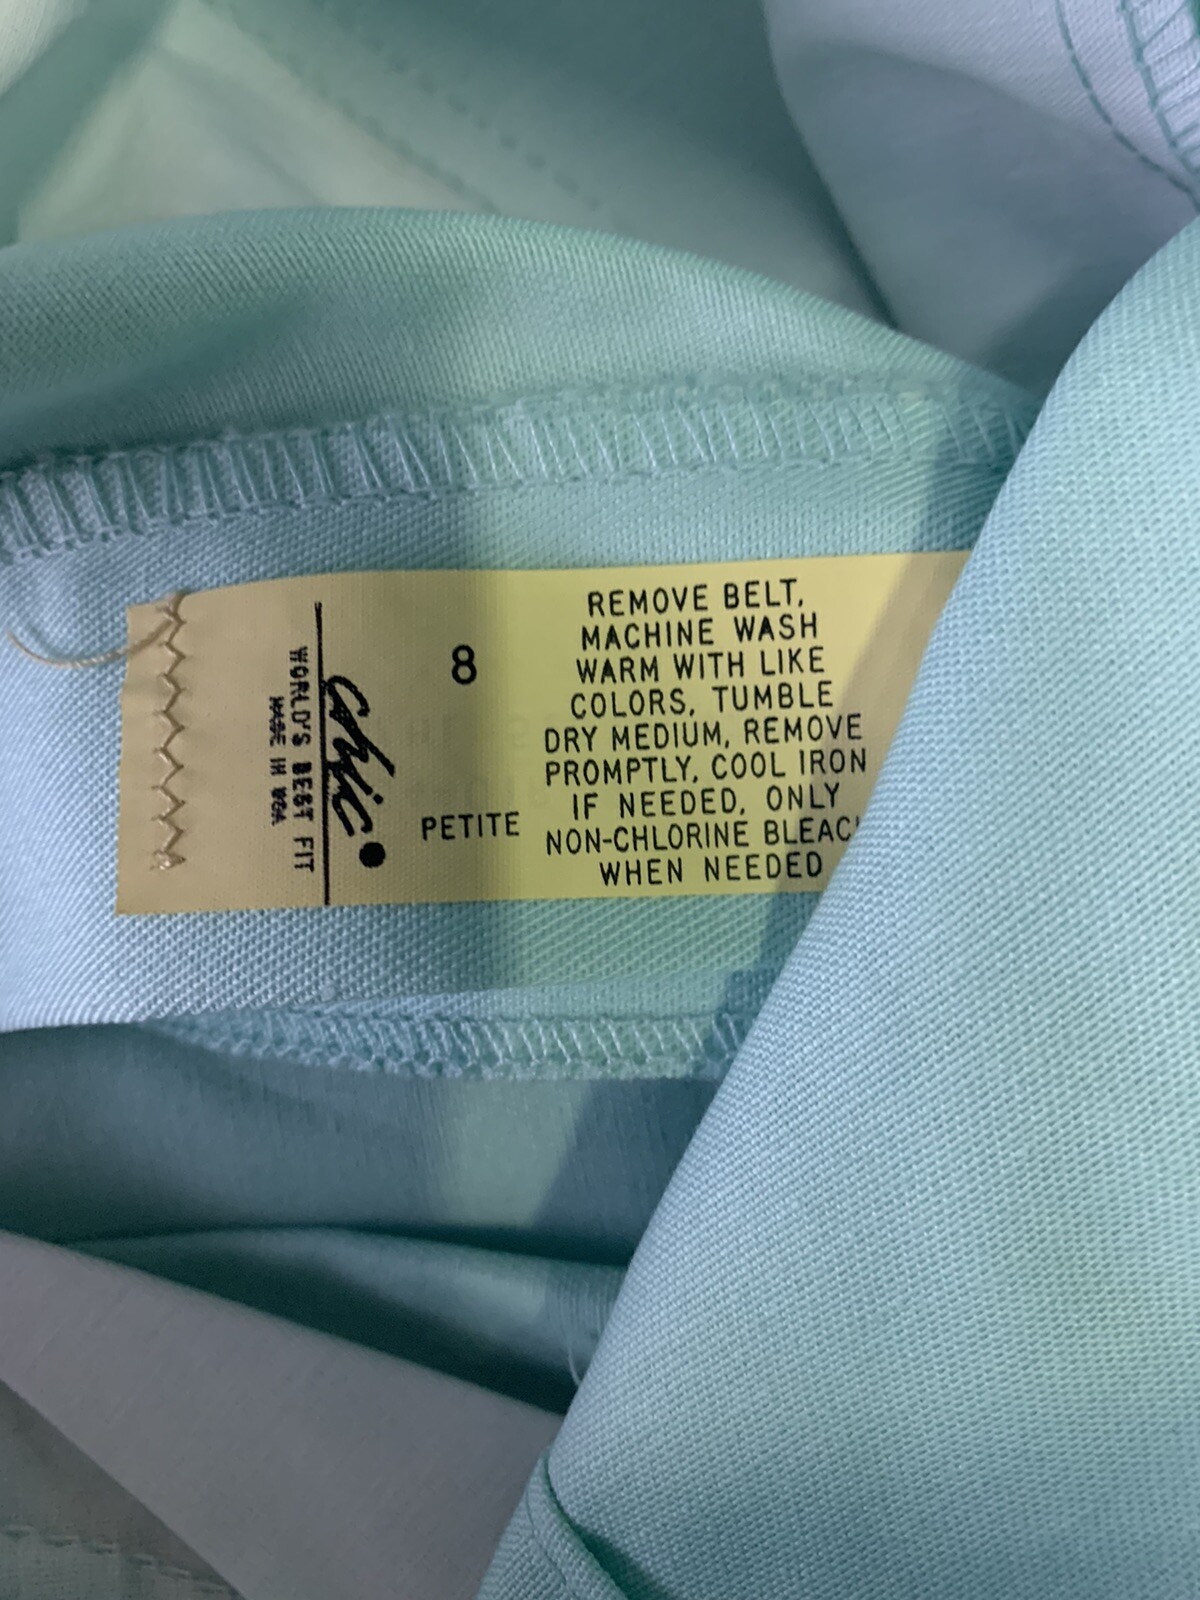 chic
WORLD'S BEST FIT
MADE IN USA
8
PETITE
REMOVE BELT,
MACHINE WASH
WARM WITH LIKE
COLORS, TUMBLE
DRY MEDIUM, REMOVE
PROMPTLY, COOL IRON
IF NEEDED, ONLY
NON-CHLORINE BLEAC
WHEN NEEDED